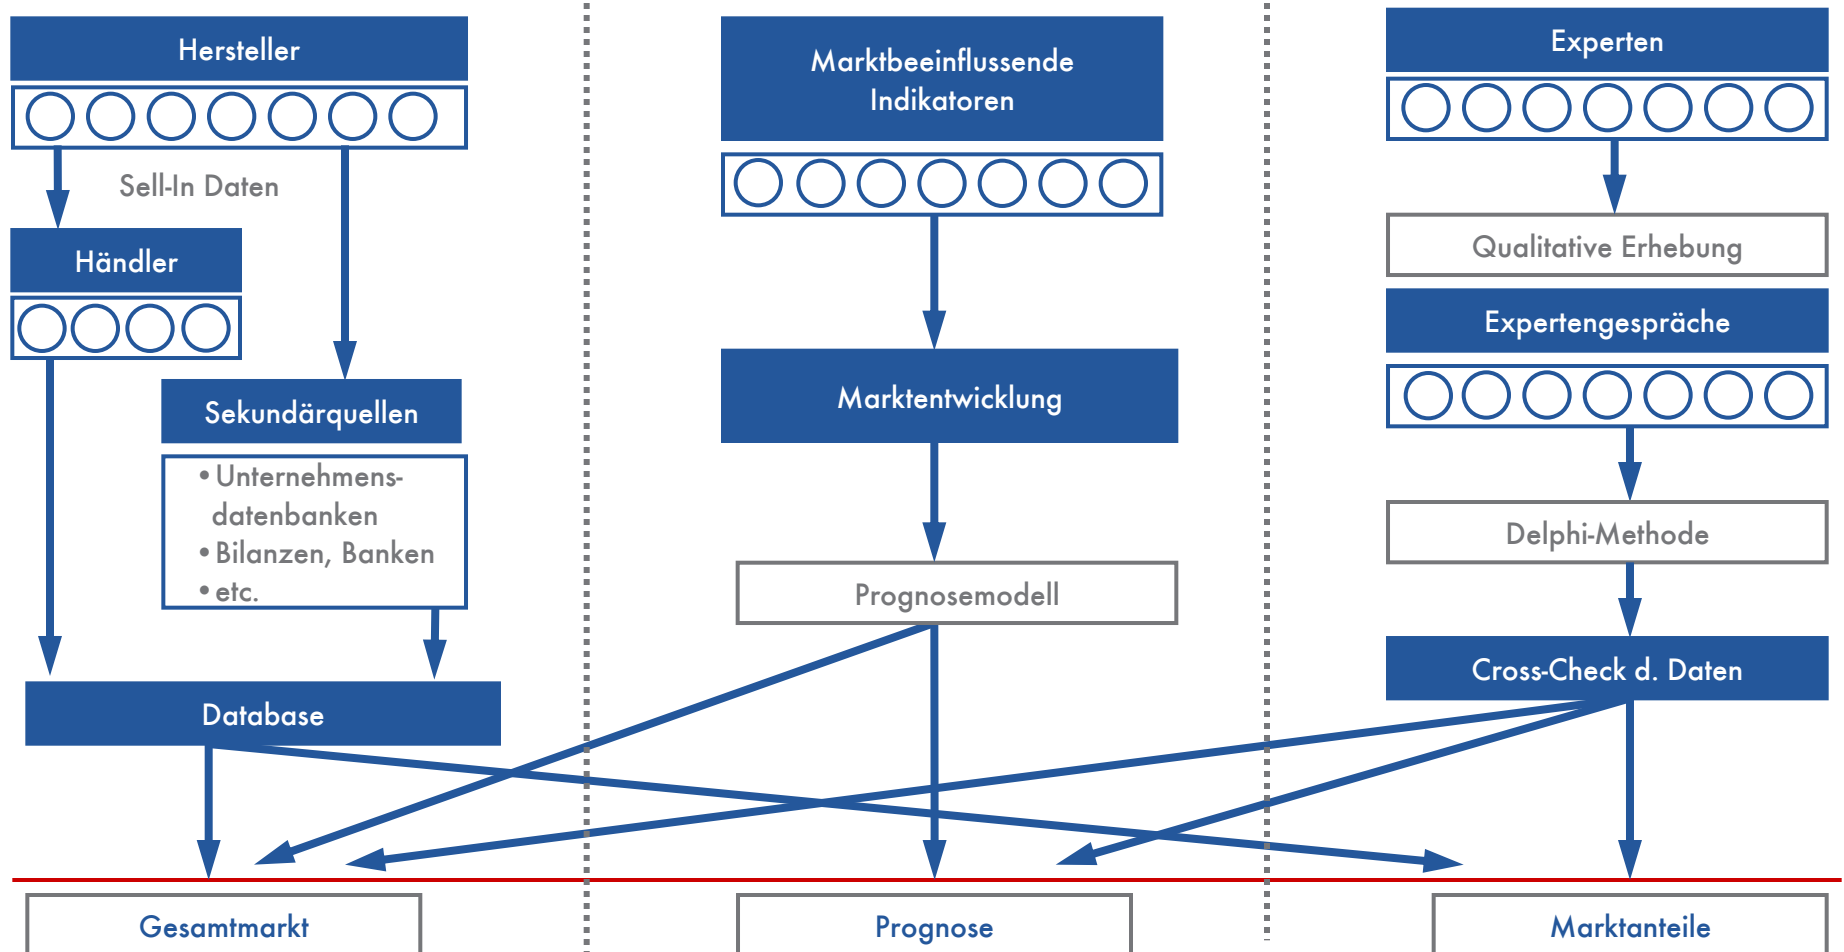 Hersteller
Sell-In Daten
Händler
Sekundärquellen
• Unternehmens-
datenbanken
• Bilanzen, Banken
• etc.
Database
Marktbeeinflussende
Indikatoren
Marktentwicklung
Prognosemodell
Experten
Qualitative Erhebung
Expertengespräche
Delphi-Methode
Cross-Check d. Daten
Gesamtmarkt
Prognose
Marktanteile